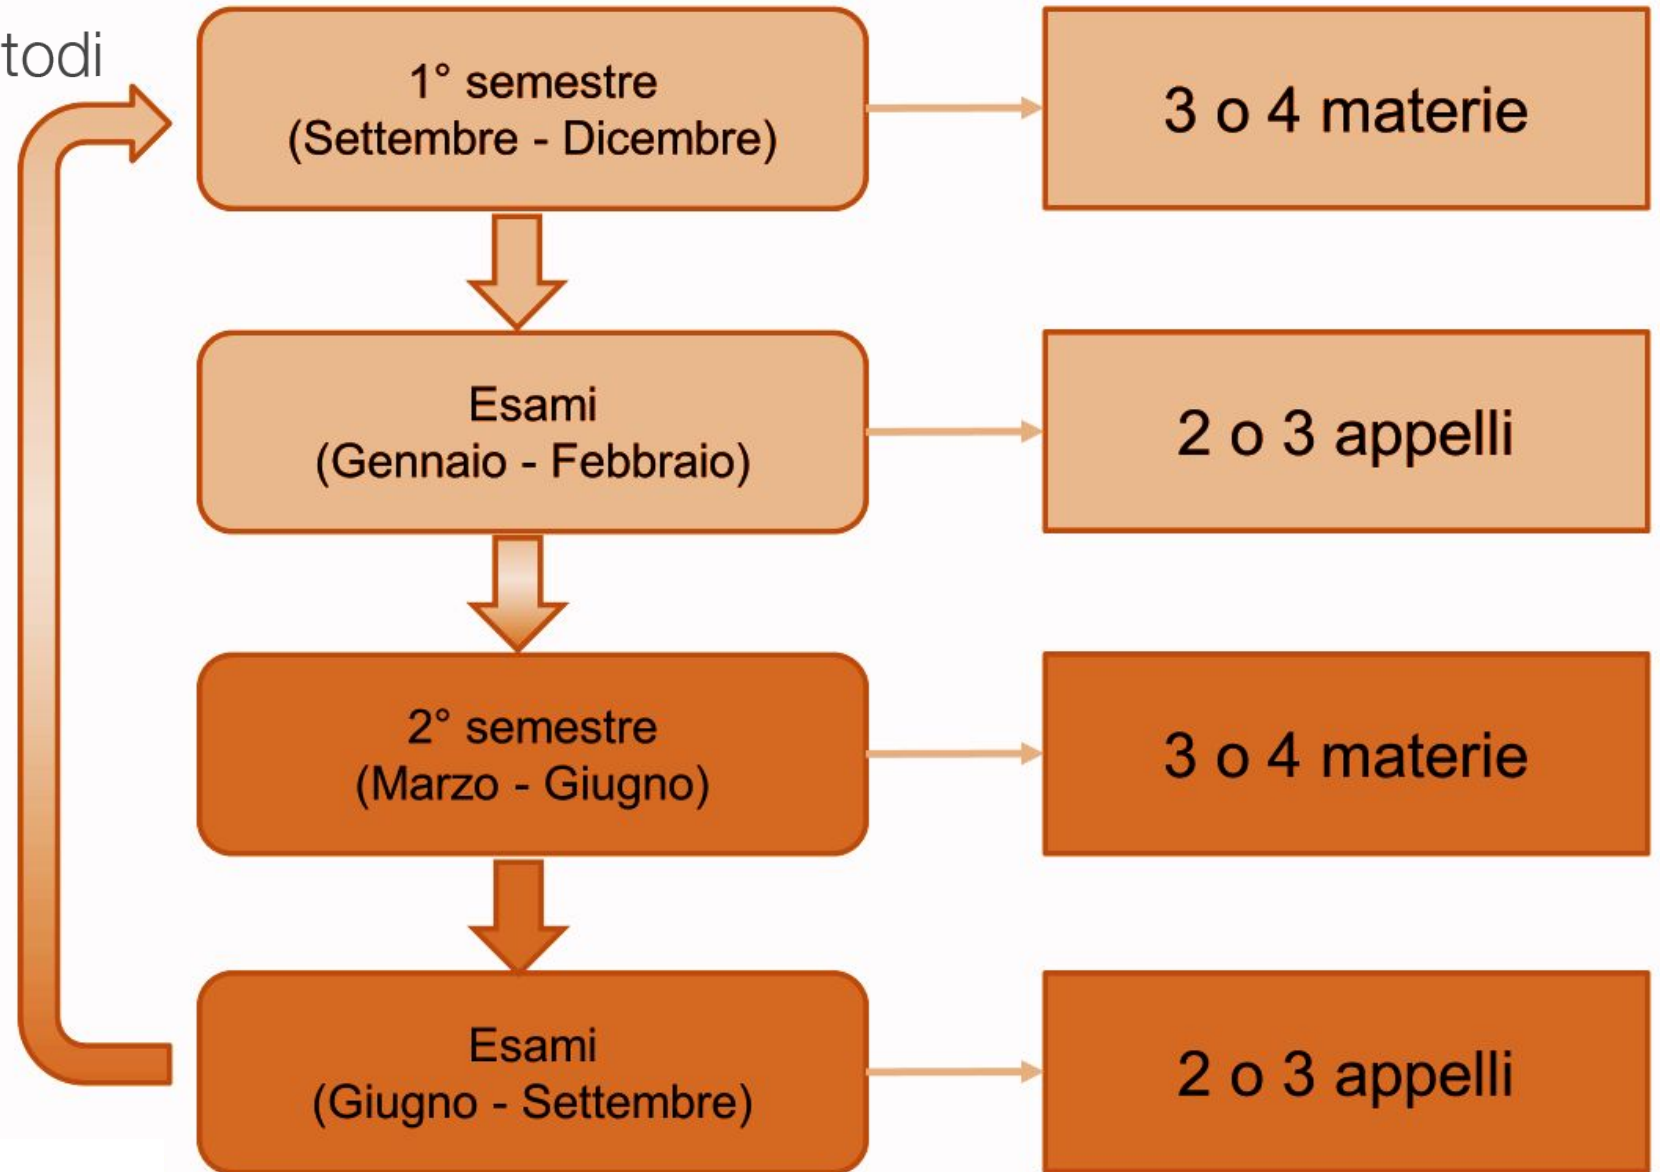 todi
1° semestre
(Settembre - Dicembre)
3 o 4 materie
Esami
(Gennaio - Febbraio)
2 o 3 appelli
2° semestre
(Marzo - Giugno)
3 o 4 materie
Esami
(Giugno - Settembre)
2 o 3 appelli